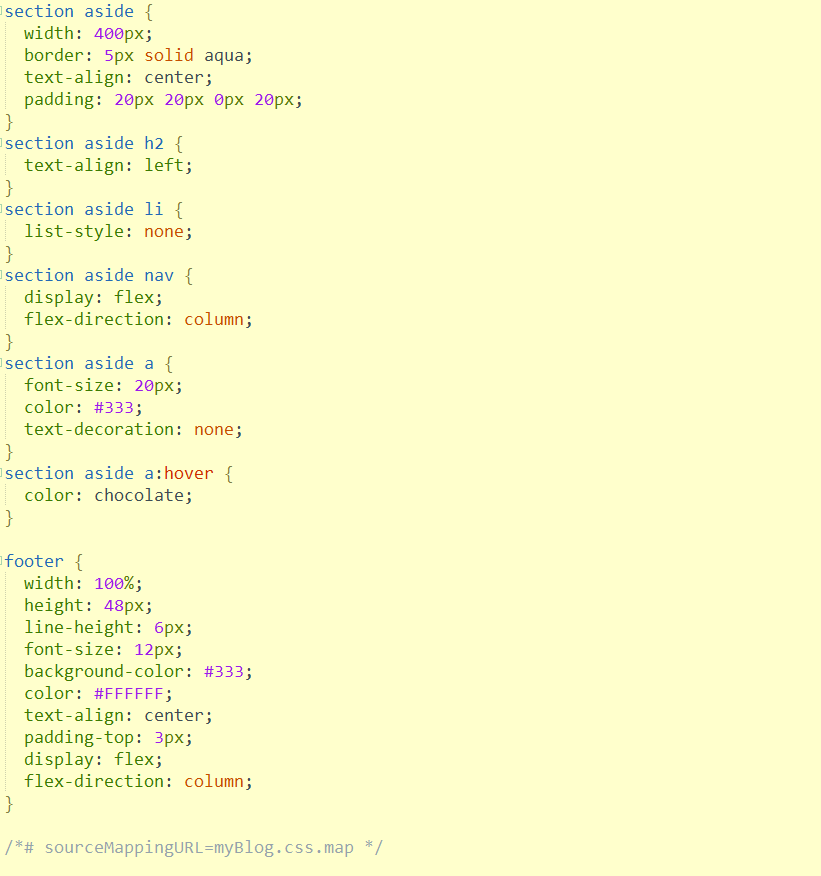 section aside {
  width: 400px;
  border: 5px solid aqua;
  text-align: center;
  padding: 20px 20px 0px 20px;
}
section aside h2 {
  text-align: left;
}
section aside li {
  list-style: none;
}
section aside nav {
  display: flex;
  flex-direction: column;
}
section aside a {
  font-size: 20px;
  color: #333;
  text-decoration: none;
}
section aside a:hover {
  color: chocolate;
}

footer {
  width: 100%;
  height: 48px;
  line-height: 6px;
  font-size: 12px;
  background-color: #333;
  color: #FFFFFF;
  text-align: center;
  padding-top: 3px;
  display: flex;
  flex-direction: column;
}

/*# sourceMappingURL=myBlog.css.map */